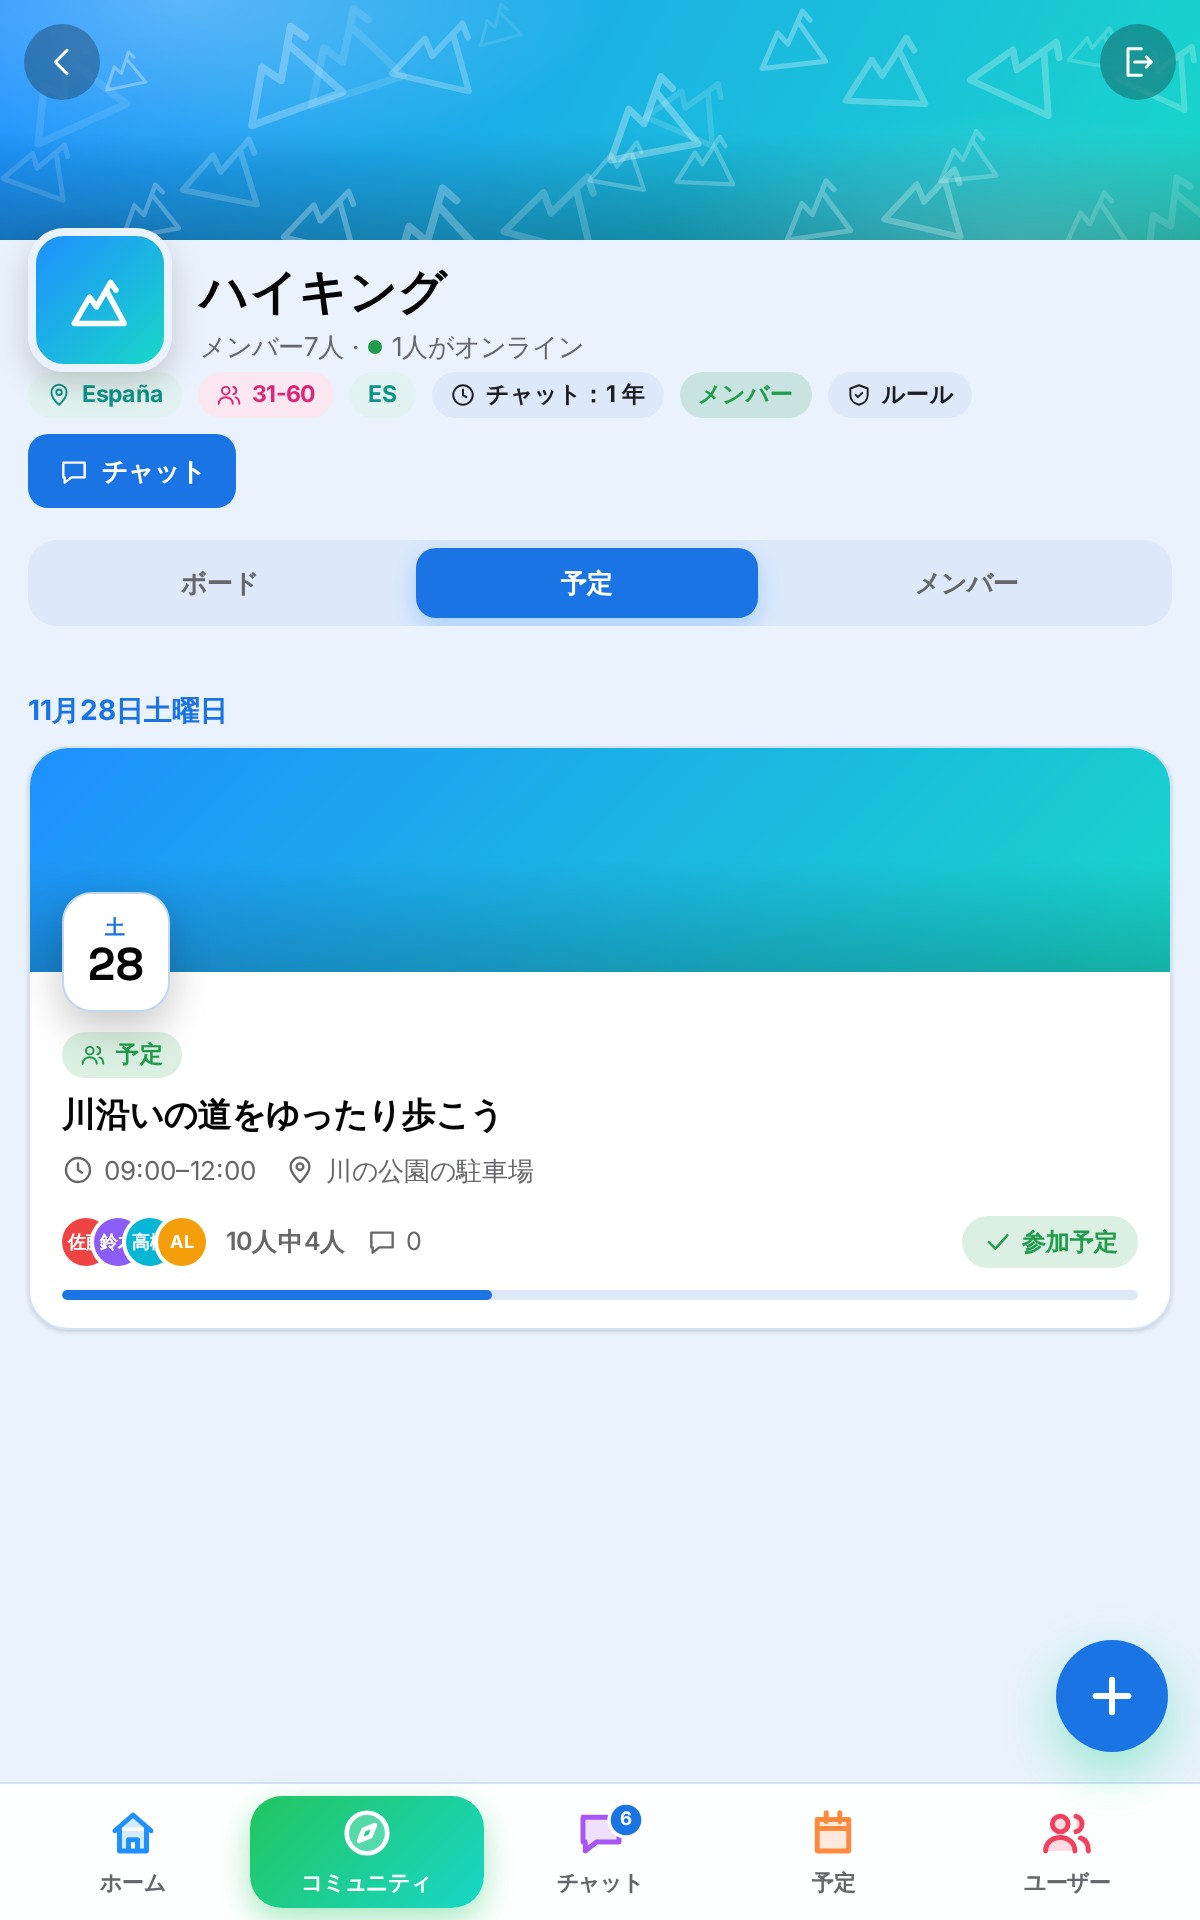 ハイキング
メンバー7人 · 1人がオンライン
España 31-60 ES チャット：1 年 メンバー ルール
チャット
ボード 予定 メンバー
11月28日土曜日
土
28
予定
川沿いの道をゆったり歩こう
09:00–12:00 川の公園の駐車場
AL 10人中4人 0 参加予定
6
ホーム コミュニティ チャット 予定 ユーザー